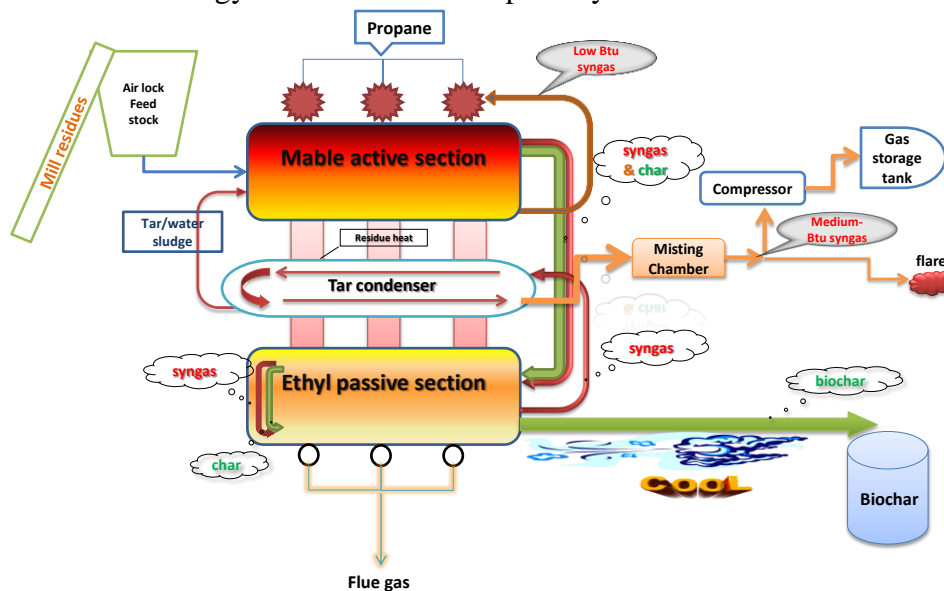 Propane
Low Btu
syngas
Air lock
Feed
stock
Mill residues
Mable active section
syngas
& char
Gas
storage
tank
Compressor
Tar/water
sludge
Residue heat
Medium-
Btu syngas
Misting
Chamber
flare
Tar condenser
& char
syngas
syngas
Ethyl passive section
biochar
char
COOL
Biochar
Flue gas